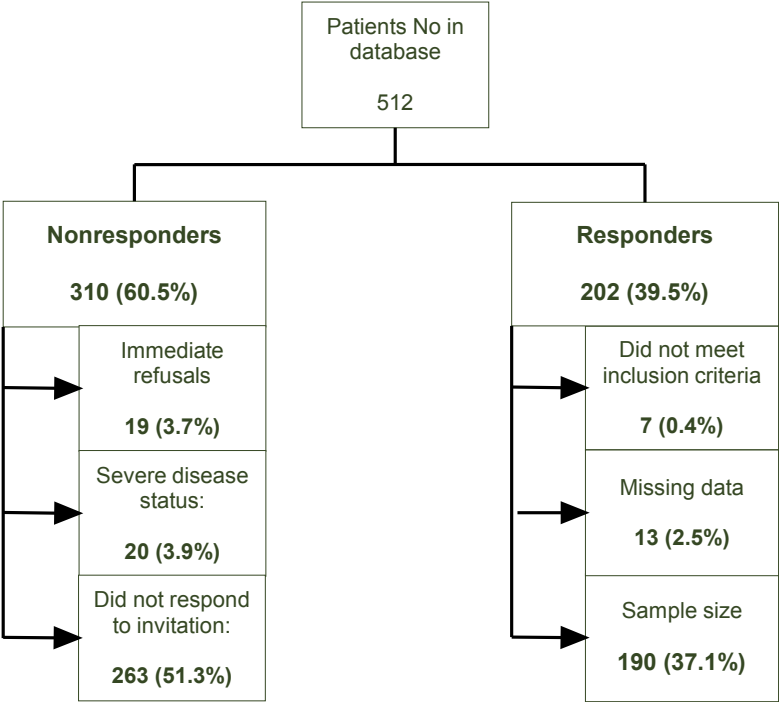 Patients No in
database
512
Nonresponders
310 (60.5%)
Immediate
refusals
19 (3.7%)
Severe disease
status:
20 (3.9%)
Did not respond
to invitation:
263 (51.3%)
Responders
202 (39.5%)
Did not meet
inclusion criteria
7 (0.4%)
Missing data
13 (2.5%)
Sample size
190 (37.1%)